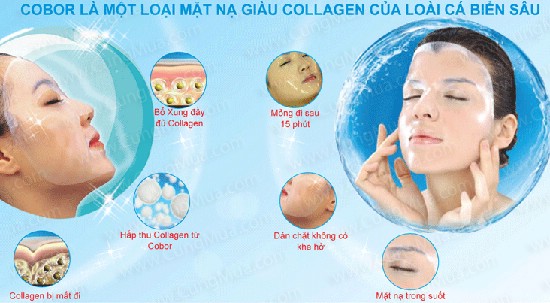 COBOR LÀ MỘT LOẠI MẶT NẠ GIÀU COLLAGEN CỦA LOÀI CÁ BIỂN SÂU
Bổ Xung đầy
đủ Collagen
Mỏng đi sau
15 phút
Hấp thu Collagen từ
Cobor
Dán chặt không có
khe hở
Collagen bị mất đi
Mặt nạ trong suốt